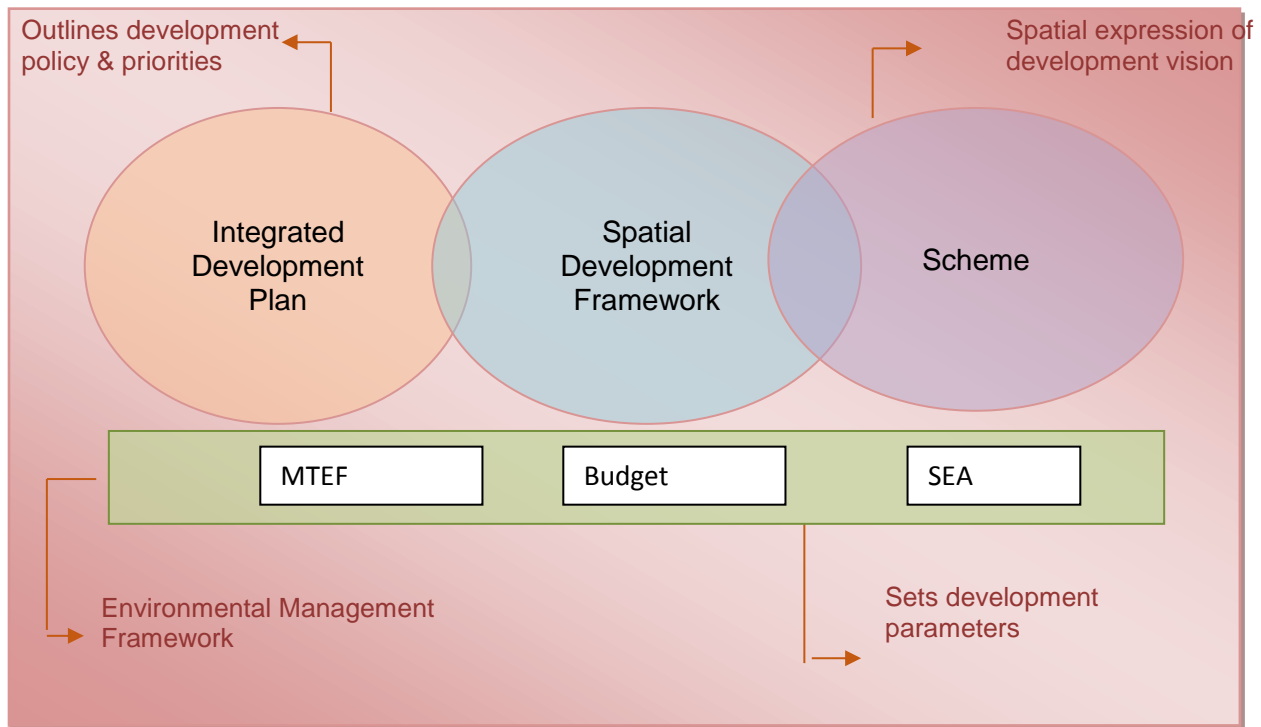 Outlines development
policy & priorities
Spatial expression of
development vision
Integrated
Development
Plan
Spatial
Development
Framework
Scheme
MTEF
Budget
SEA
Environmental Management
Framework
Sets development
parameters